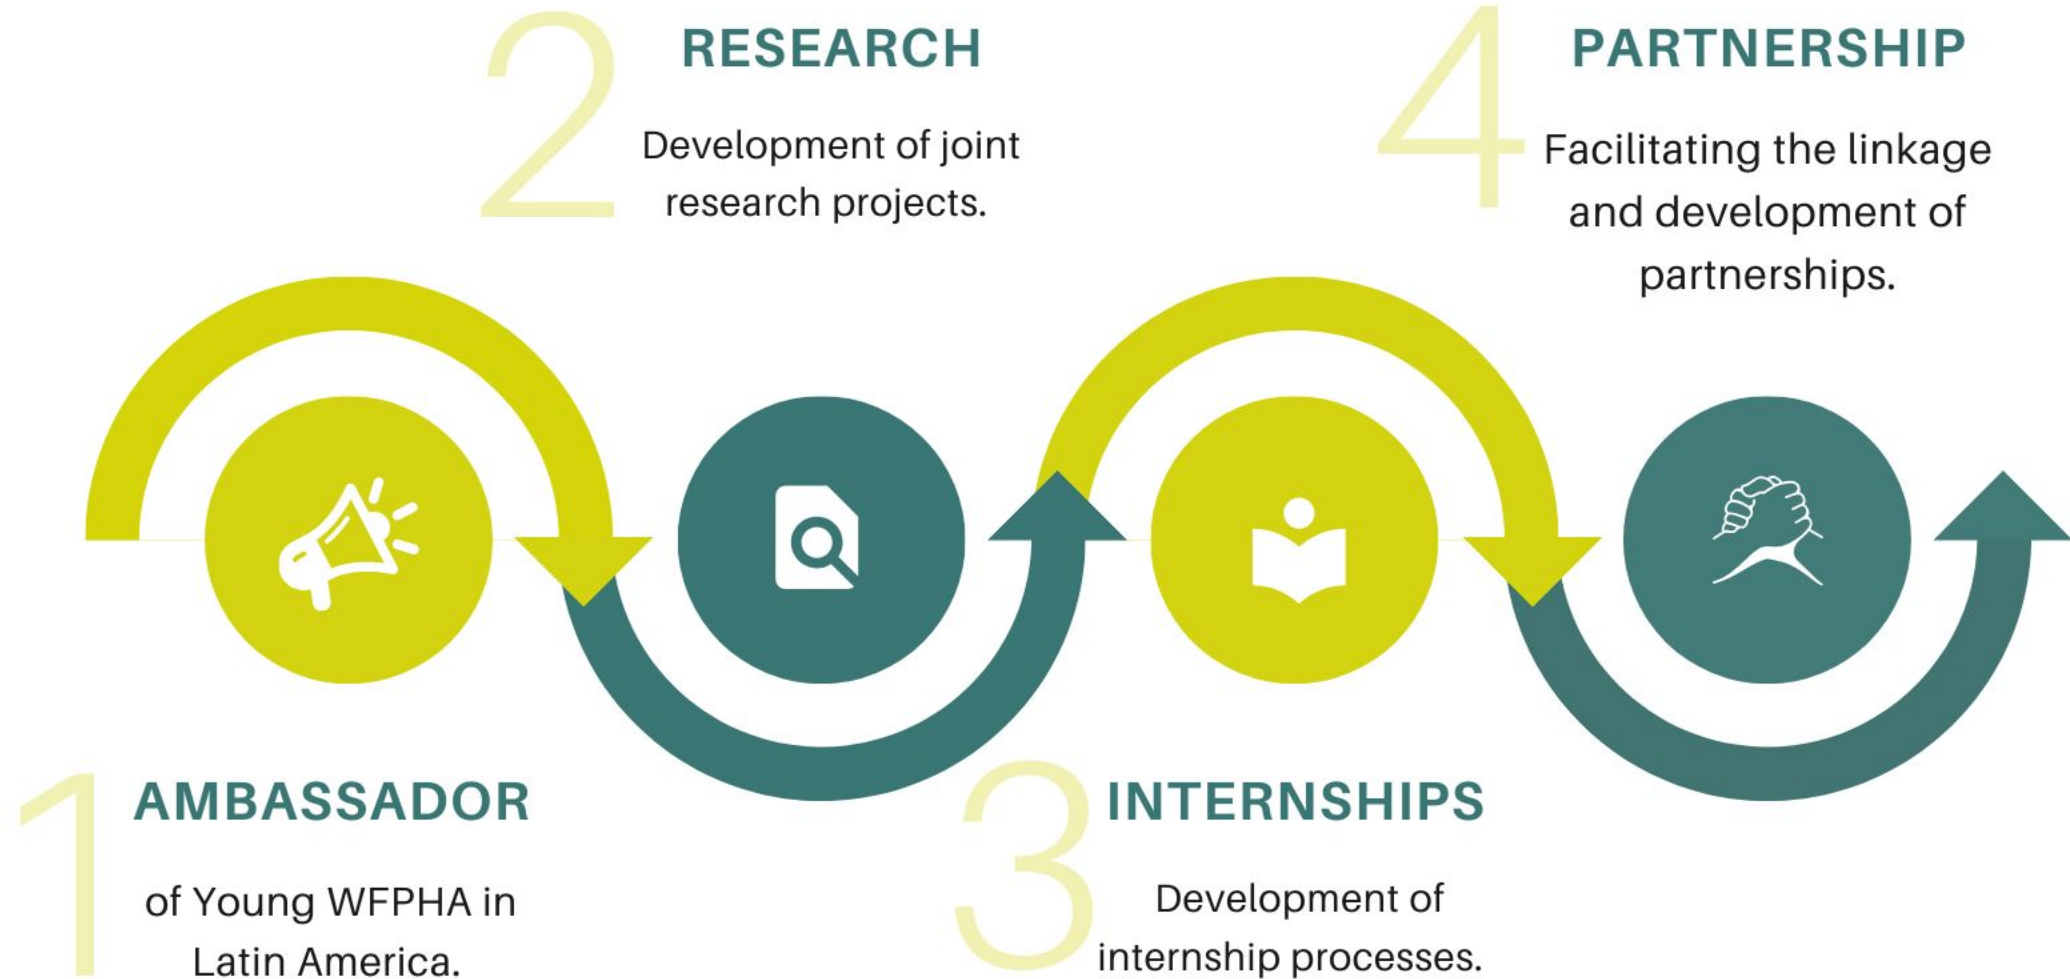 1
AMBASSADOR
of Young WFPHA in
Latin America.
2
RESEARCH
Development of joint
research projects.
3
INTERNSHIPS
Development of
internship processes.
4
PARTNERSHIP
Facilitating the linkage
and development of
partnerships.